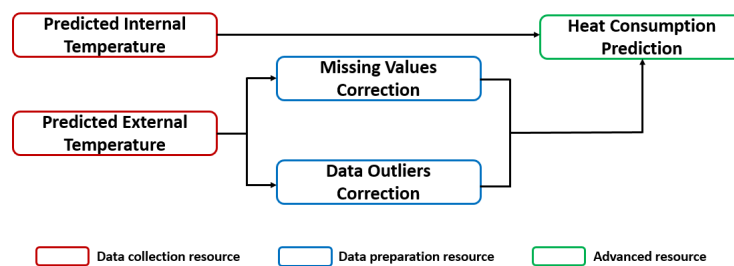 Predicted Internal
Temperature
Heat Consumption
Prediction
Missing Values
Correction
Predicted External
Temperature
Data Outliers
Correction
Data collection resource
Data preparation resource
Advanced resource